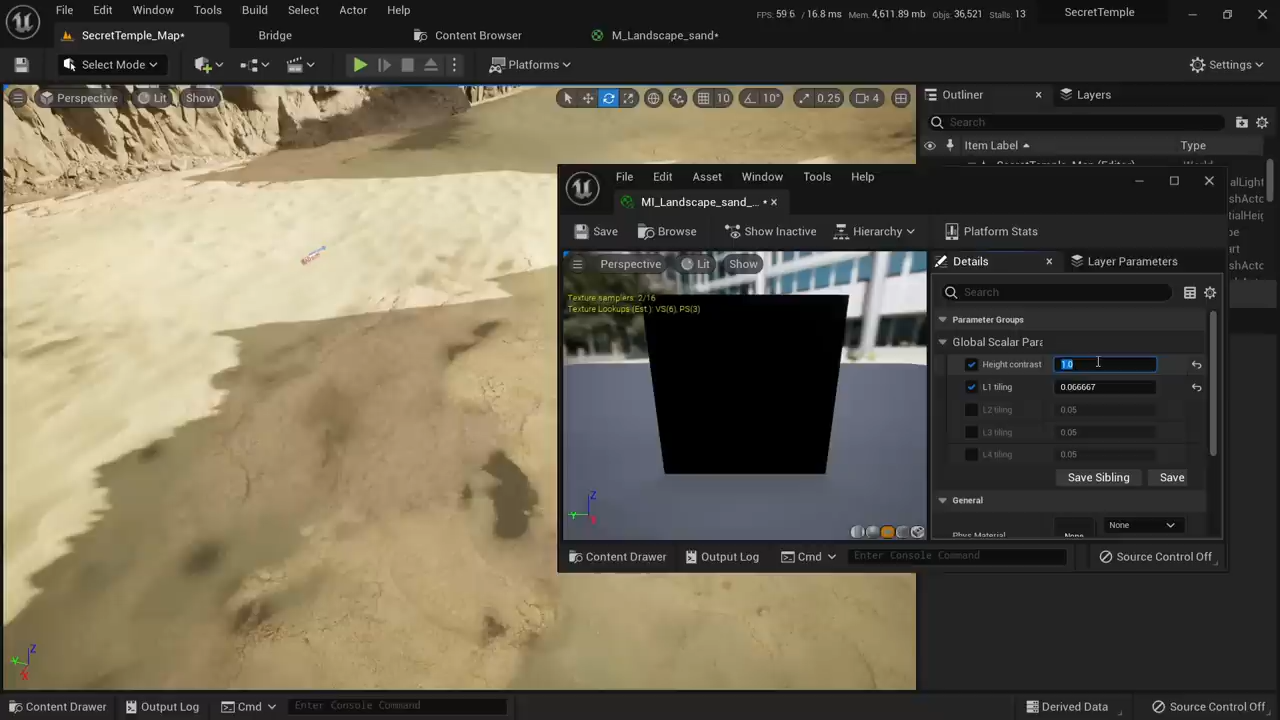 File Edit Window Tools Build Select Actor Help
FPS: 59.6 / 16.8 ms Mem: 4,611.89 mb Objs: 36,521 Stalls: 13
SecretTemple
SecretTemple_Map*
Bridge
Content Browser
M_Landscape_sand*
Select Mode
Platforms
Settings
Perspective
Lit
Show
10
10°
0.25
4
Outliner
Layers
Search
Item Label
Type
SecretTemple_Map (Editor)
World
File Edit Asset Window Tools Help
MI_Landscape_sand_... •
Save
Browse
Show Inactive
Hierarchy
Platform Stats
Perspective
Lit
Show
Texture samplers: 2/16
Texture Lookups (Est.): VS(6), PS(3)
Details
Layer Parameters
Search
Parameter Groups
Global Scalar Para
Height contrast
1.0
L1 tiling
0.066667
L2 tiling
0.05
L3 tiling
0.05
L4 tiling
0.05
Save Sibling
Save
General
Phys Material
None
None
Z
Y
X
Content Drawer
Output Log
Cmd
Enter Console Command
Source Control Off
Z
Y
X
Content Drawer
Output Log
Cmd
Enter Console Command
Derived Data
Source Control Off